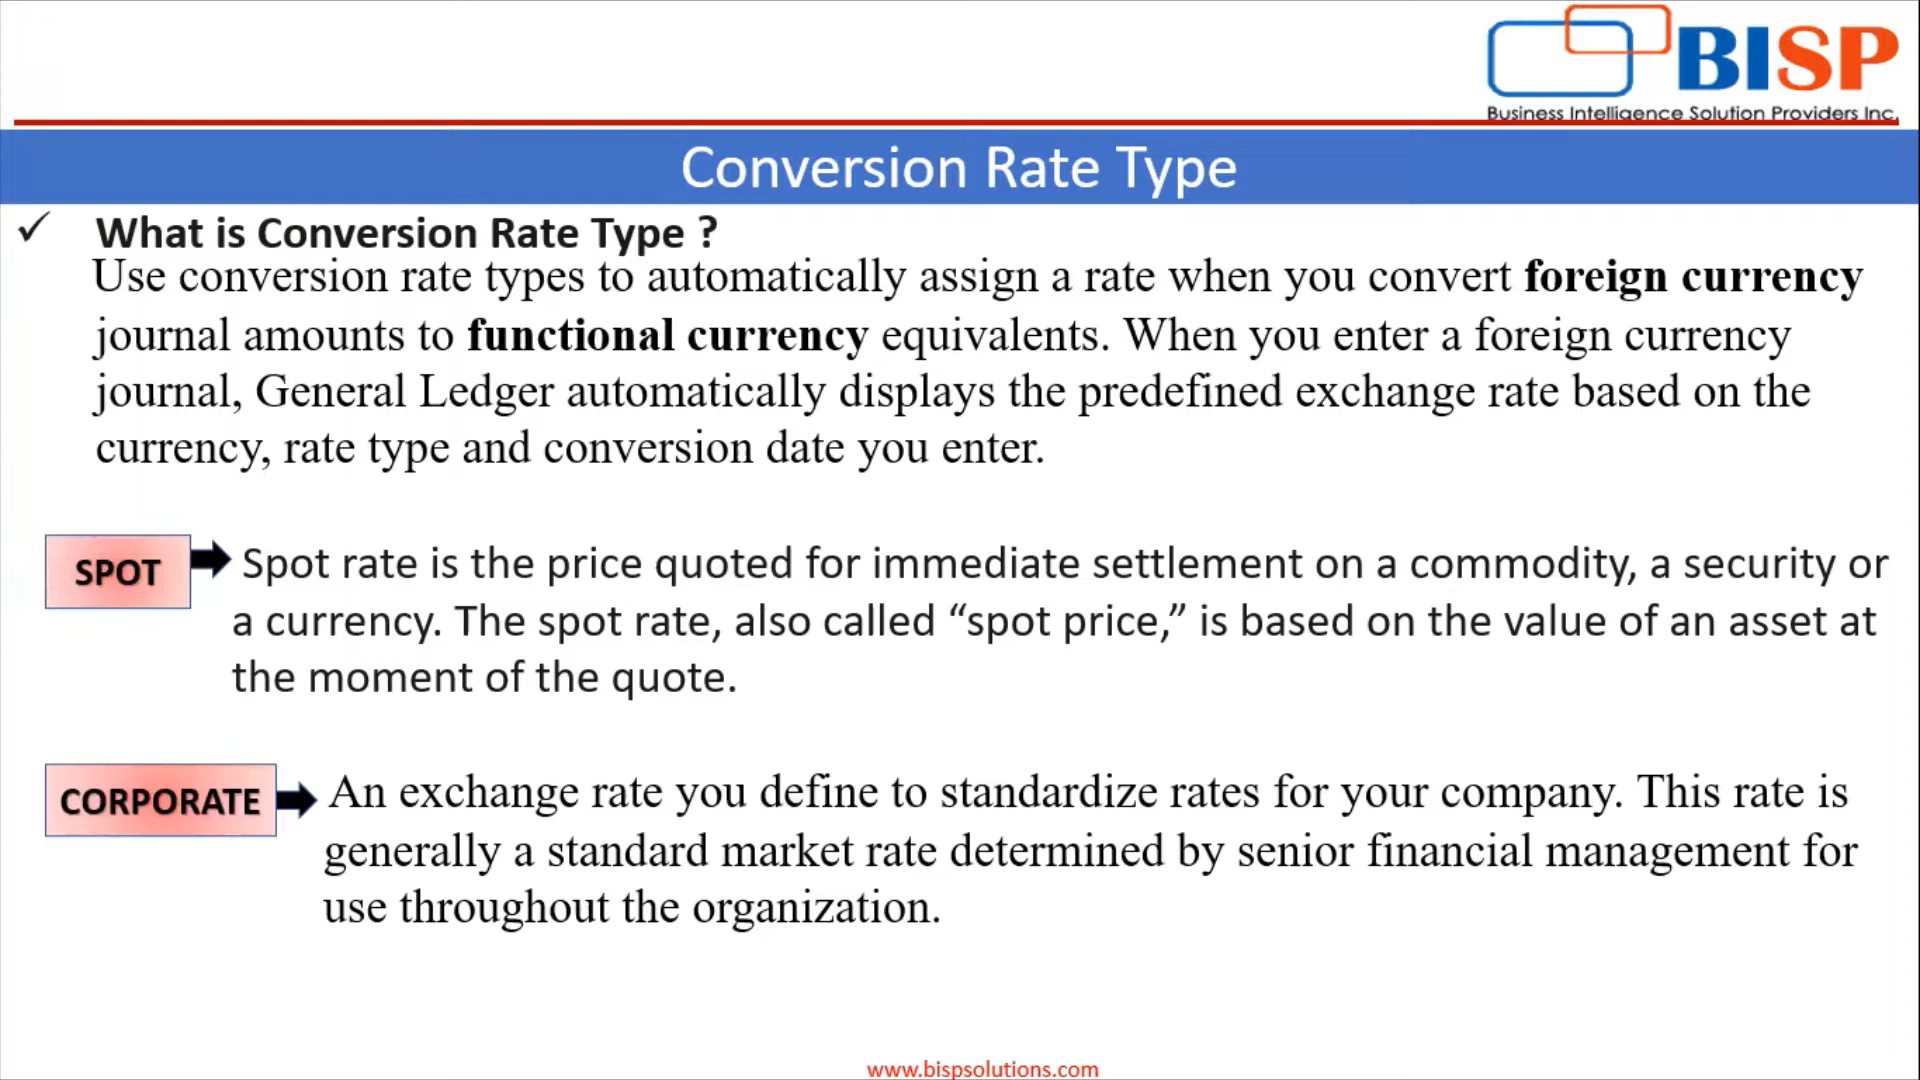 BISP
Business Intelligence Solution Providers Inc.
Conversion Rate Type
✓ What is Conversion Rate Type ?
Use conversion rate types to automatically assign a rate when you convert foreign currency
journal amounts to functional currency equivalents. When you enter a foreign currency
journal, General Ledger automatically displays the predefined exchange rate based on the
currency, rate type and conversion date you enter.
SPOT
Spot rate is the price quoted for immediate settlement on a commodity, a security or
a currency. The spot rate, also called “spot price,” is based on the value of an asset at
the moment of the quote.
CORPORATE
An exchange rate you define to standardize rates for your company. This rate is
generally a standard market rate determined by senior financial management for
use throughout the organization.
www.bispsolutions.com